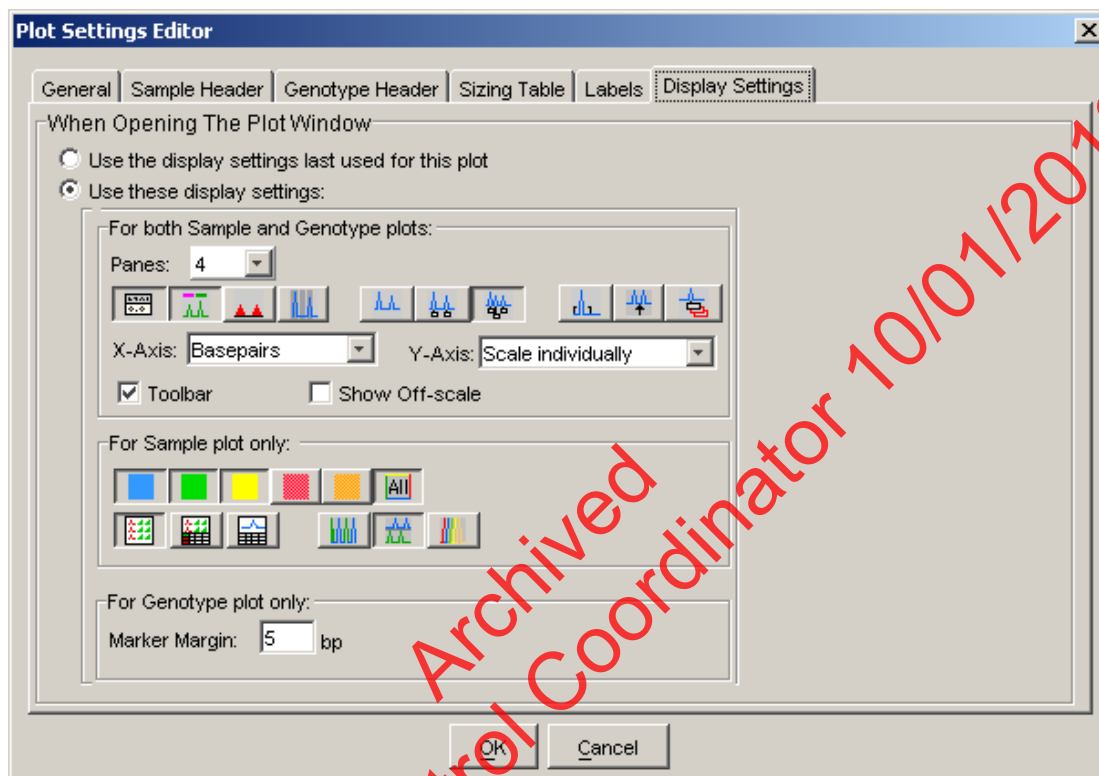 Plot Settings Editor
General Sample Header Genotype Header Sizing Table Labels Display Settings
When Opening The Plot Window
Use the display settings last used for this plot
Use these display settings:
For both Sample and Genotype plots:
Panes: 4
X-Axis: Basepairs Y-Axis: Scale individually
Toolbar Show Off-scale
For Sample plot only:
All
For Genotype plot only:
Marker Margin: 5 bp
OK Cancel
Archived
Coordinator 10/01/201